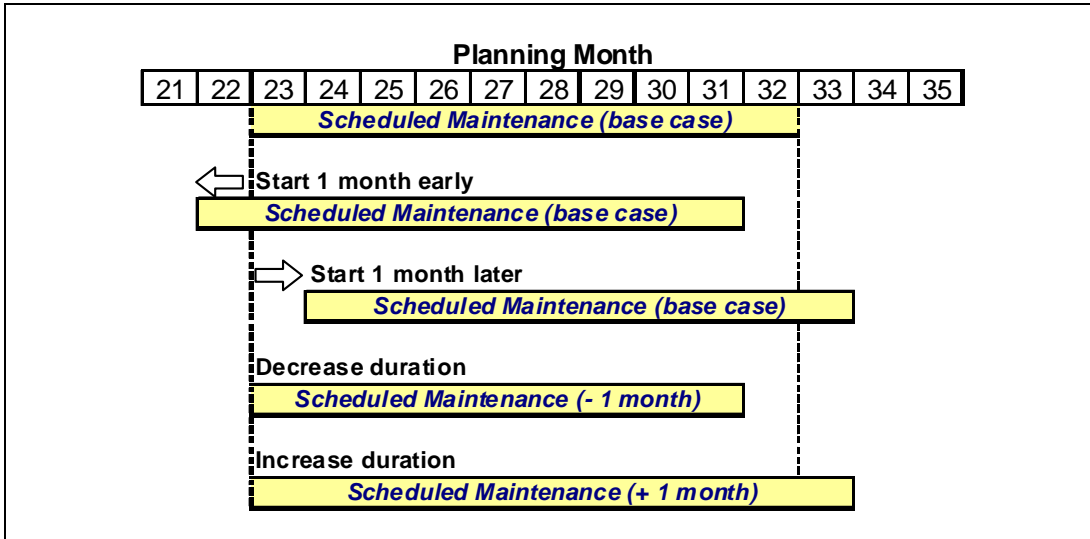 Planning Month
21 22 23 24 25 26 27 28 29 30 31 32 33 34 35
Scheduled Maintenance (base case)
Start 1 month early
Scheduled Maintenance (base case)
Start 1 month later
Scheduled Maintenance (base case)
Decrease duration
Scheduled Maintenance (- 1 month)
Increase duration
Scheduled Maintenance (+ 1 month)